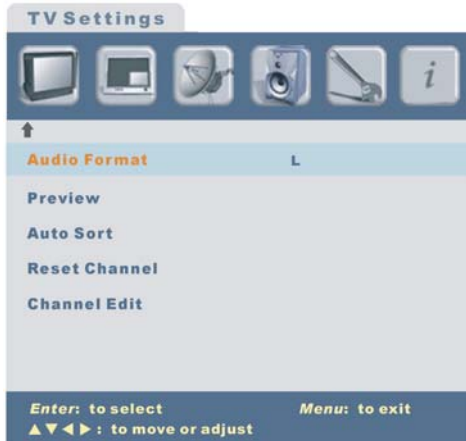 TV Settings
i
Audio Format L
Preview
Auto Sort
Reset Channel
Channel Edit
Enter: to select Menu: to exit
▲▼◀▶: to move or adjust